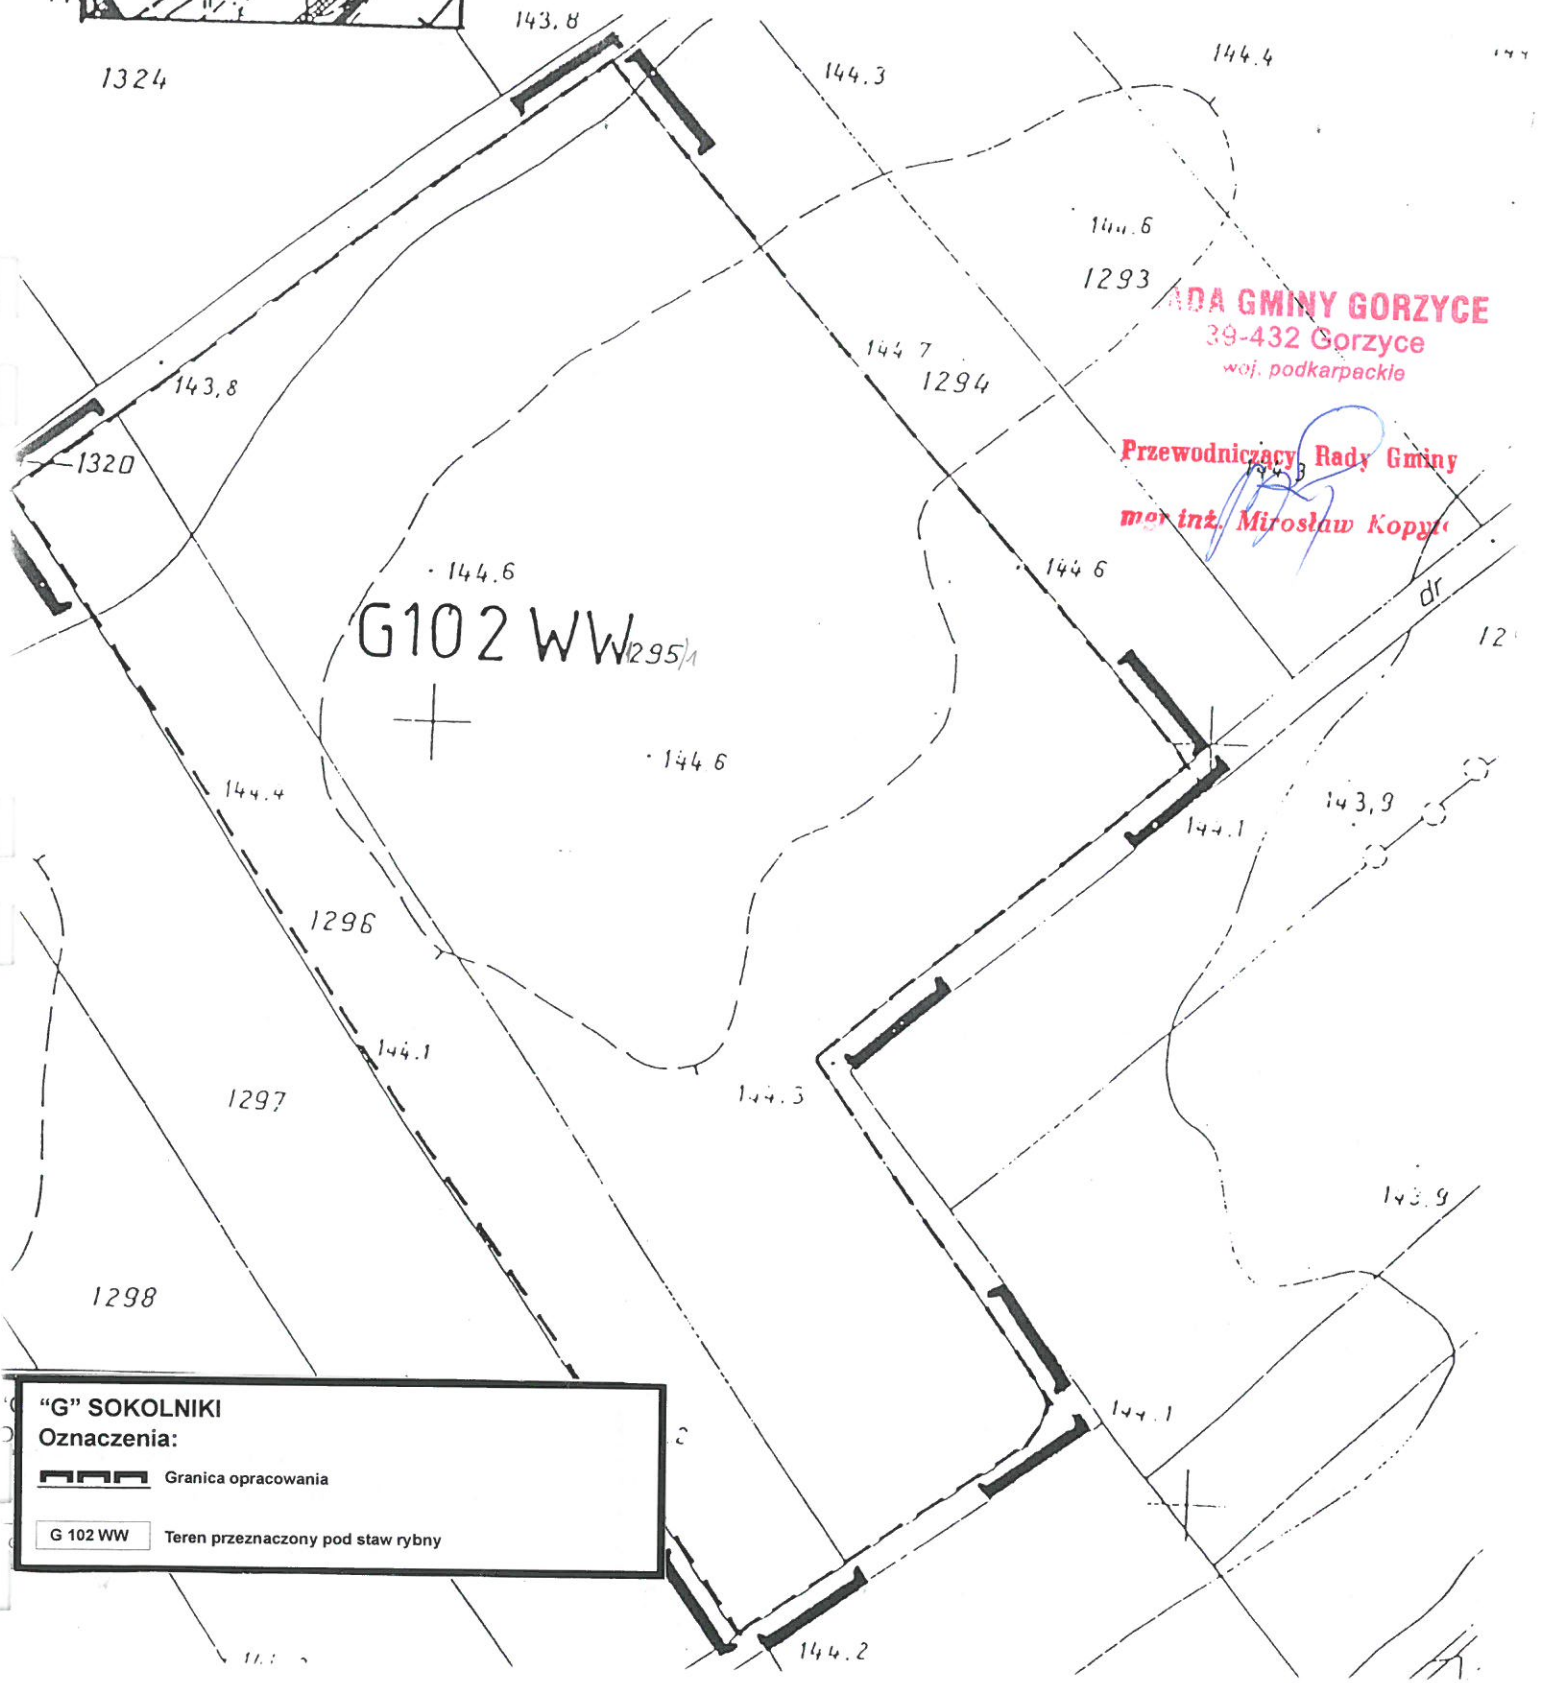 143,8
1324
144.3
144.4
144.6
1293
ADA GMINY GORZYCE
39-432 Gorzyce
woj. podkarpackie
144 7
1294
143,8
Przewodniczący Rady Gminy
1320
mgr inż. Mirosław Kopyt
144.6
144 6
dr
G102 WW
1295/1
144.6
144.4
143,9
144.1
1296
144.1
1297
144.3
143.9
1298
"G" SOKOLNIKI
Oznaczenia:
144.1
Granica opracowania
G 102 WW
Teren przeznaczony pod staw rybny
144.2